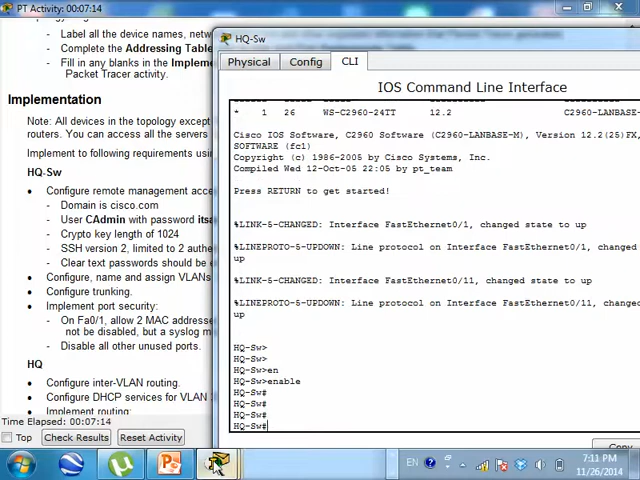 PT Activity: 00:07:14
Label all the device names,
Complete the Addressing Table
Fill in any blanks in the
Packet Tracer activity.
Implementation
Note: All devices in the topology except
routers. You can access all the servers
Implement to following requirements
HQ-Sw
Configure remote management
Domain is cisco.com
User CAdmin with password
Crypto key length of 1024
SSH version 2, limited to 2
Clear text passwords should be
Configure, name and assign VLANs
Configure trunking.
Implement port security:
On Fa0/1, allow 2 MAC
not be disabled, but a syslog
Disable all other unused ports.
HQ
Configure inter-VLAN routing.
Configure DHCP services for VLAN
Implement routing:
Time Elapsed: 00:07:14
Top
Check Results
Reset Activity
HQ-Sw
Physical
Config
CLI
IOS Command Line Interface
* 1 26 WS-C2960-24TT 12.2 C2960-LANBASE-
Cisco IOS Software, C2960 Software (C2960-LANBASE-M), Version 12.2(25)FX,
SOFTWARE (fc1)
Copyright (c) 1986-2005 by Cisco Systems, Inc.
Compiled Wed 12-Oct-05 22:05 by pt_team
Press RETURN to get started!
%LINK-5-CHANGED: Interface FastEthernet0/1, changed state to up
%LINEPROTO-5-UPDOWN: Line protocol on Interface FastEthernet0/1, changed
up
%LINK-5-CHANGED: Interface FastEthernet0/11, changed state to up
%LINEPROTO-5-UPDOWN: Line protocol on Interface FastEthernet0/11, changed
up
HQ-Sw>
HQ-Sw>
HQ-Sw>en
HQ-Sw>enable
HQ-Sw#
HQ-Sw#
HQ-Sw#
HQ-Sw#
EN
7:11 PM
11/26/2014